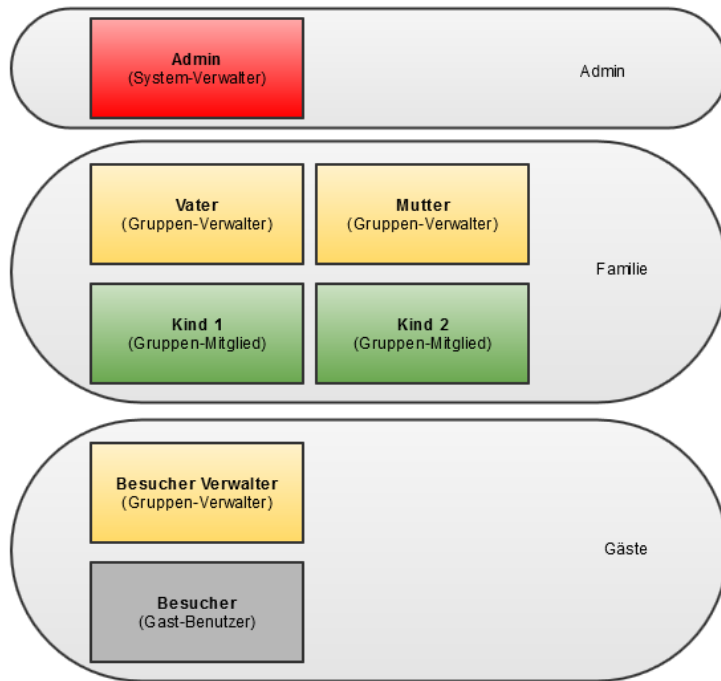 Admin
(System-Verwalter)
Admin
Vater
(Gruppen-Verwalter)
Mutter
(Gruppen-Verwalter)
Familie
Kind 1
(Gruppen-Mitglied)
Kind 2
(Gruppen-Mitglied)
Besucher Verwalter
(Gruppen-Verwalter)
Gäste
Besucher
(Gast-Benutzer)